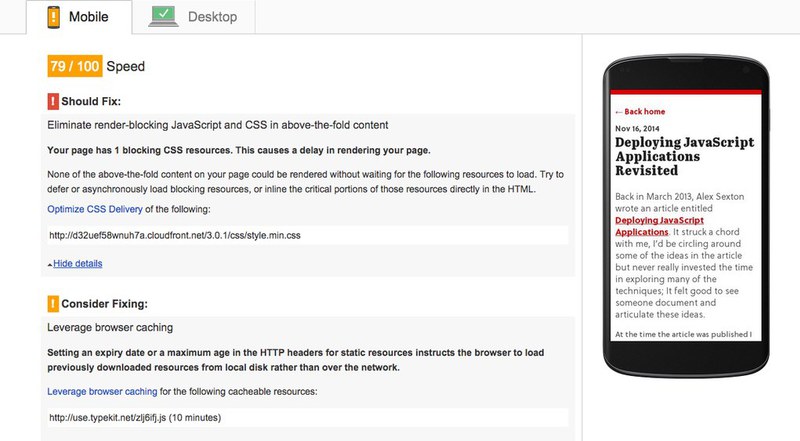 Mobile
Desktop
79 / 100 Speed
! Should Fix:
Eliminate render-blocking JavaScript and CSS in above-the-fold content
Your page has 1 blocking CSS resources. This causes a delay in rendering your page.
None of the above-the-fold content on your page could be rendered without waiting for the following resources to load. Try to
defer or asynchronously load blocking resources, or inline the critical portions of those resources directly in the HTML.
Optimize CSS Delivery of the following:
http://d32uef58wnuh7a.cloudfront.net/3.0.1/css/style.min.css
Hide details
! Consider Fixing:
Leverage browser caching
Setting an expiry date or a maximum age in the HTTP headers for static resources instructs the browser to load
previously downloaded resources from local disk rather than over the network.
Leverage browser caching for the following cacheable resources:
http://use.typekit.net/zlj6ifj.js (10 minutes)
← Back home
Nov 16, 2014
Deploying JavaScript
Applications
Revisited
Back in March 2013, Alex Sexton
wrote an article entitled
Deploying JavaScript
Applications. It struck a chord
with me, I'd be circling around
some of the ideas in the article
but never really invested the time
in exploring many of the
techniques; It felt good to see
someone document and
articulate these ideas.
At the time the article was published I